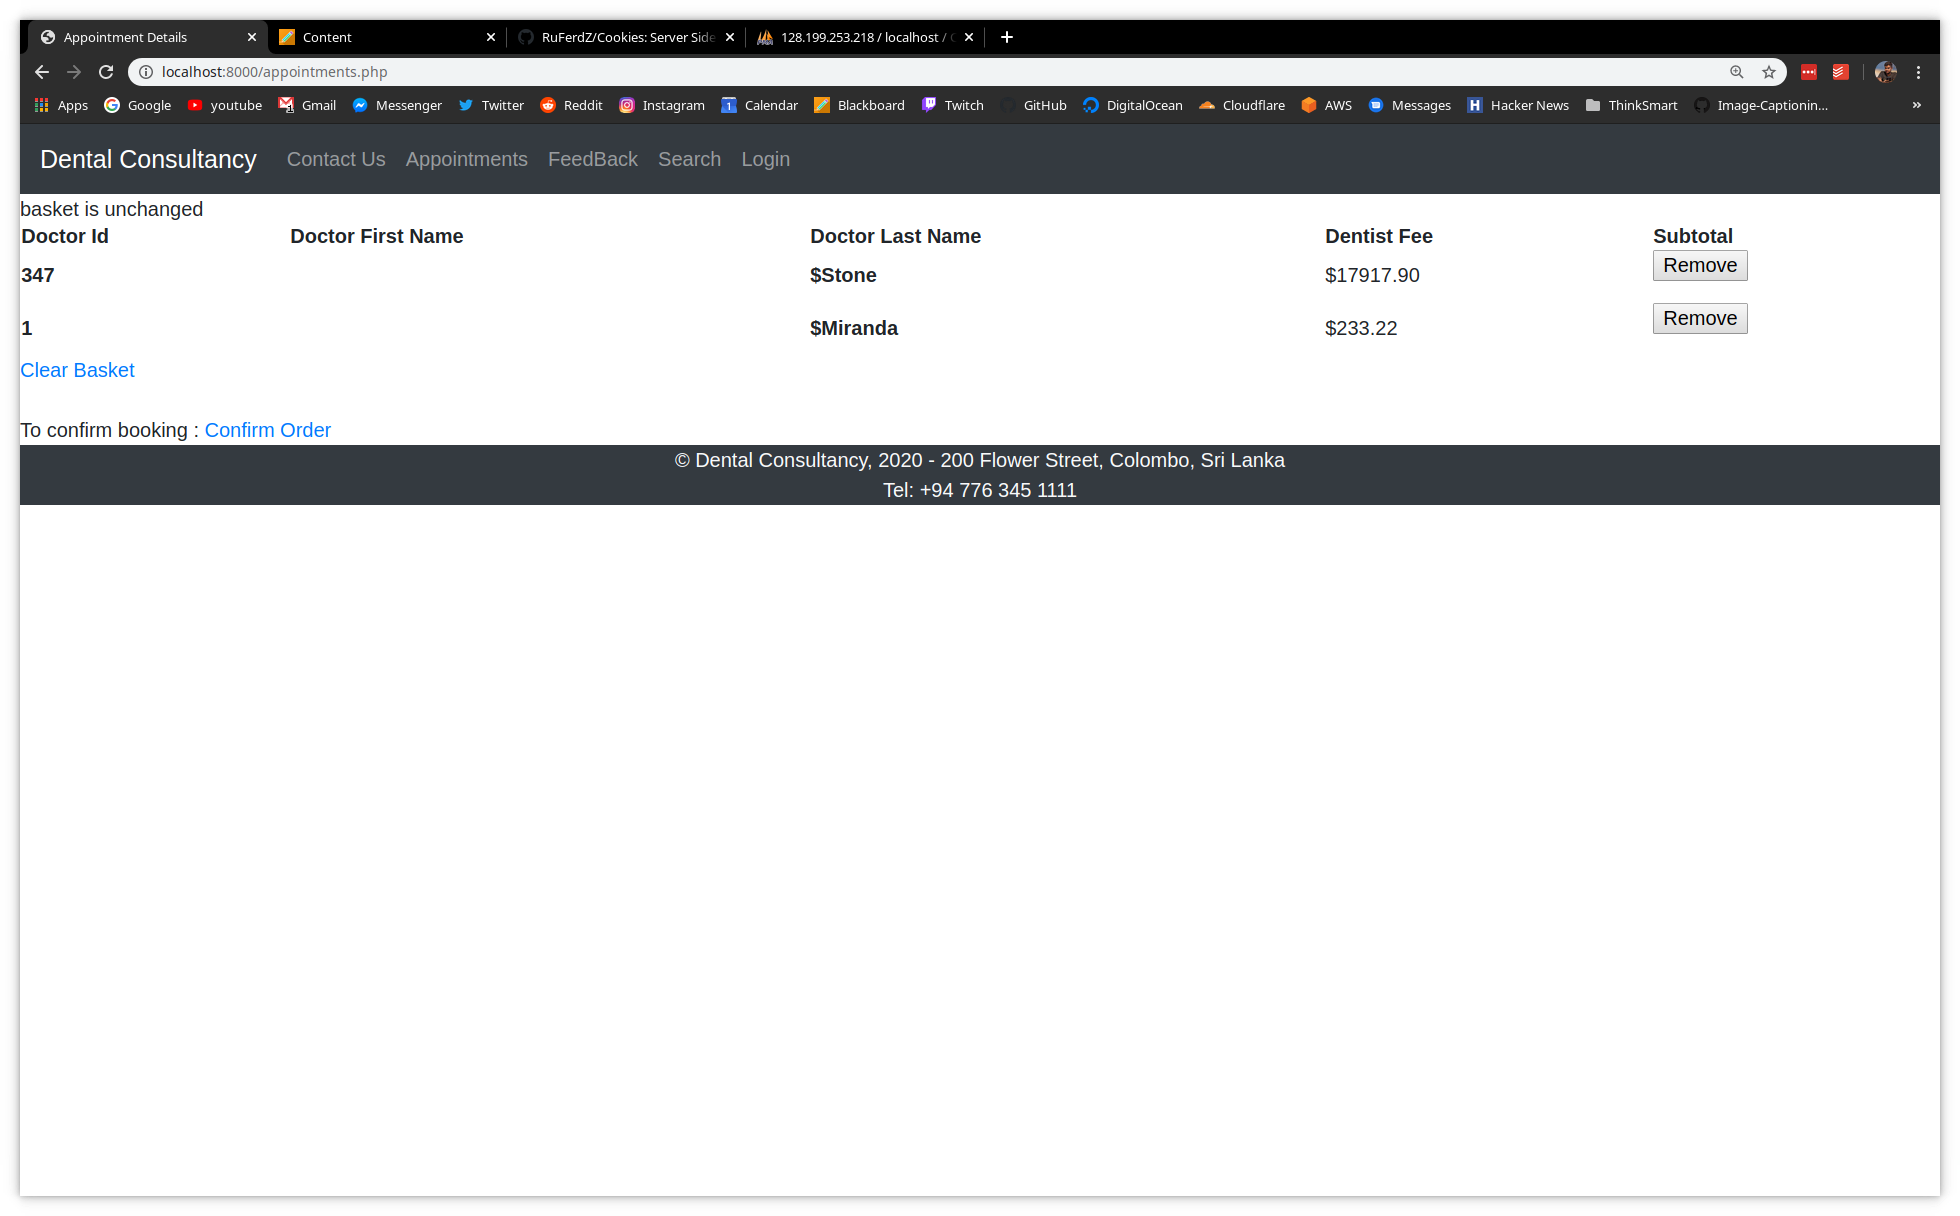 Appointment Details
Content
RuFerdZ/Cookies: Server Side
128.199.253.218 / localhost /
localhost:8000/appointments.php
Apps Google youtube Gmail Messenger Twitter Reddit Instagram Calendar Blackboard Twitch GitHub DigitalOcean Cloudflare AWS Messages Hacker News ThinkSmart Image-Captionin... »
Dental Consultancy Contact Us Appointments FeedBack Search Login
basket is unchanged
Doctor Id Doctor First Name Doctor Last Name Dentist Fee Subtotal
347 $Stone $17917.90 Remove
1 $Miranda $233.22 Remove
Clear Basket
To confirm booking : Confirm Order
© Dental Consultancy, 2020 - 200 Flower Street, Colombo, Sri Lanka
Tel: +94 776 345 1111